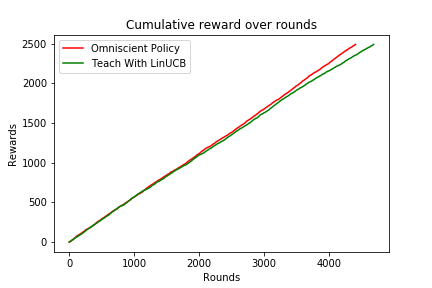 Cumulative reward over rounds
Omniscient Policy
Teach With LinUCB
2500
2000
1500
1000
500
0
Rewards
0 1000 2000 3000 4000
Rounds